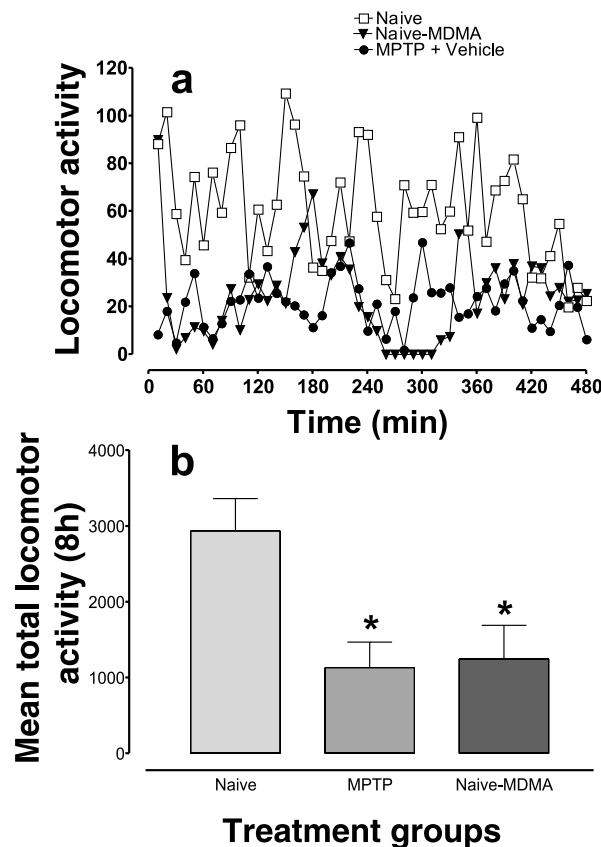 Naive
Naive-MDMA
MPTP + Vehicle
a
Locomotor activity
120
100
80
60
40
20
0
0 60 120 180 240 300 360 420 480
Time (min)
b
Mean total locomotor
activity (8h)
4000
3000
2000
1000
0
* *
Naive MPTP Naive-MDMA
Treatment groups